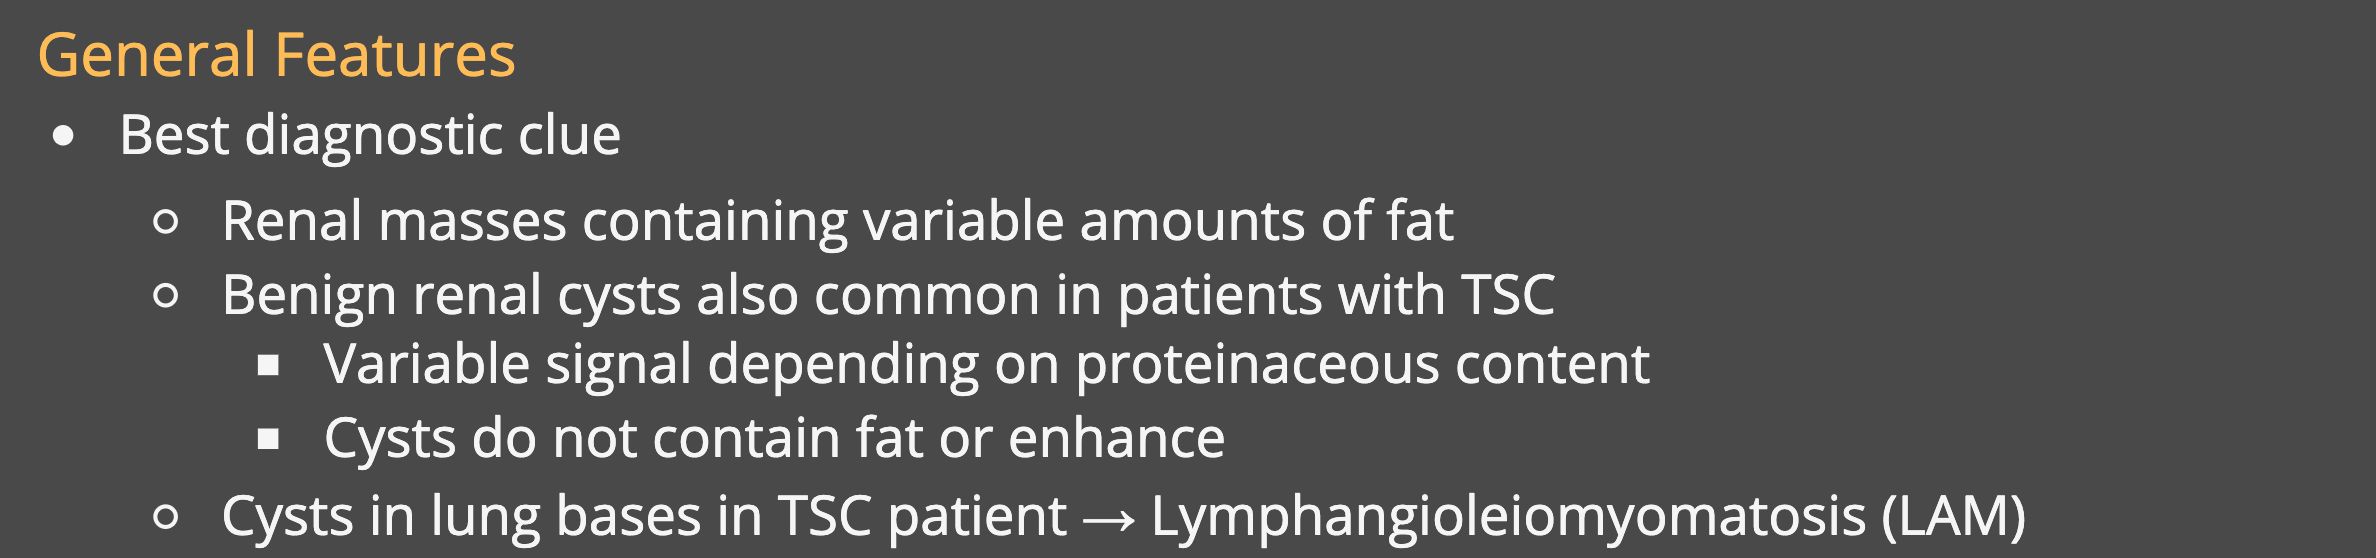 General Features
• Best diagnostic clue
○ Renal masses containing variable amounts of fat
○ Benign renal cysts also common in patients with TSC
■ Variable signal depending on proteinaceous content
■ Cysts do not contain fat or enhance
○ Cysts in lung bases in TSC patient → Lymphangioleiomyomatosis (LAM)